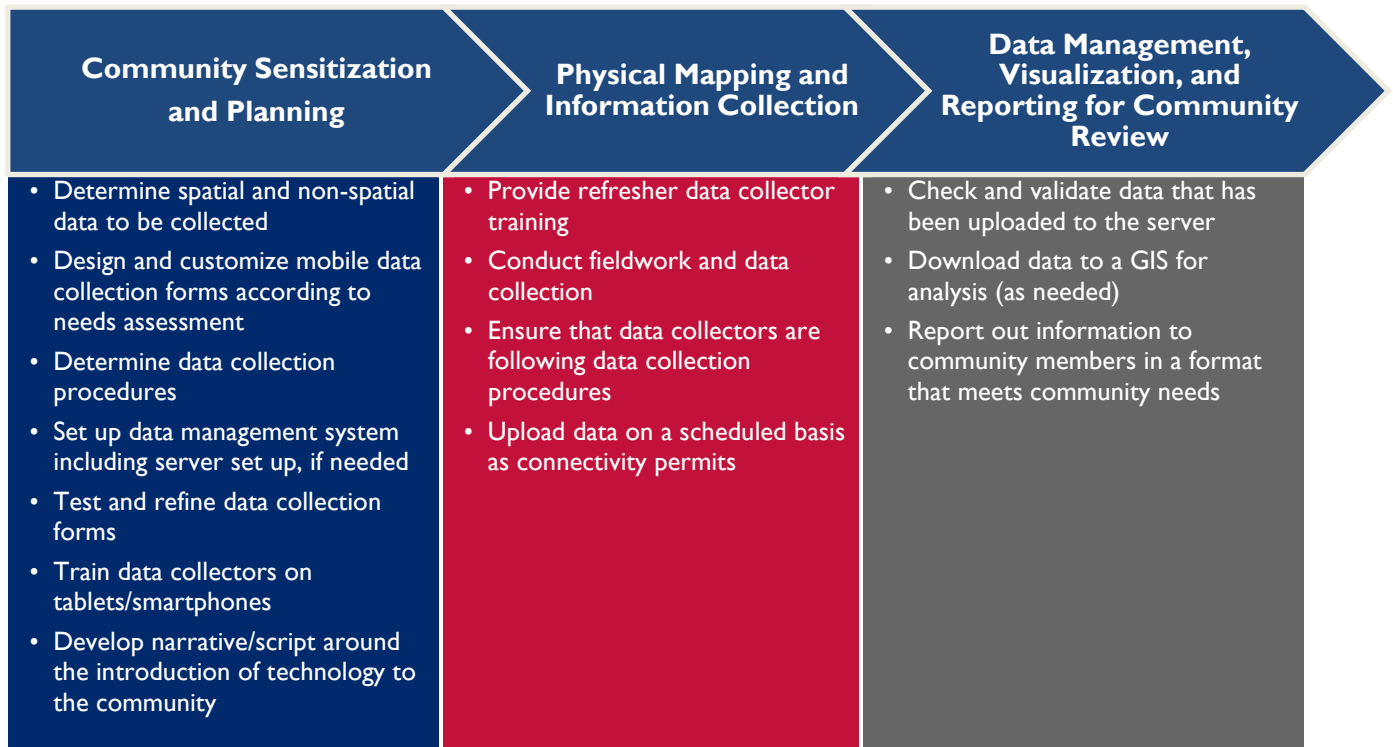 Community Sensitization
and Planning
Physical Mapping and
Information Collection
Data Management,
Visualization, and
Reporting for Community
Review
• Determine spatial and non-spatial
data to be collected
• Design and customize mobile data
collection forms according to
needs assessment
• Determine data collection
procedures
• Set up data management system
including server set up, if needed
• Test and refine data collection
forms
• Train data collectors on
tablets/smartphones
• Develop narrative/script around
the introduction of technology to
the community
• Provide refresher data collector
training
• Conduct fieldwork and data
collection
• Ensure that data collectors are
following data collection
procedures
• Upload data on a scheduled basis
as connectivity permits
• Check and validate data that has
been uploaded to the server
• Download data to a GIS for
analysis (as needed)
• Report out information to
community members in a format
that meets community needs